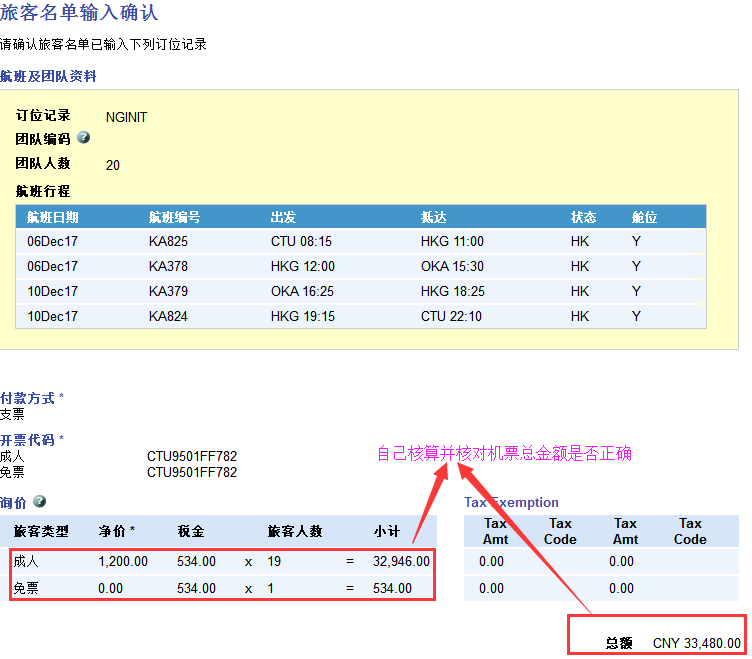 旅客名单输入确认
请确认旅客名单已输入下列订位记录
航班及团队资料
订位记录 NGINIT
团队编码
团队人数 20
航班行程
航班日期 航班编号 出发 抵达 状态 舱位
06Dec17 KA825 CTU 08:15 HKG 11:00 HK Y
06Dec17 KA378 HKG 12:00 OKA 15:30 HK Y
10Dec17 KA379 OKA 16:25 HKG 18:25 HK Y
10Dec17 KA824 HKG 19:15 CTU 22:10 HK Y
付款方式 *
支票
开票代码 *
成人 CTU9501FF782
免票 CTU9501FF782
自己核算并核对机票总金额是否正确
询价 Tax Exemption
旅客类型 净价 * 税金 旅客人数 小计 Tax Amt Tax Code Tax Amt Tax Code
成人 1,200.00 534.00 x 19 = 32,946.00 0.00 0.00
免票 0.00 534.00 x 1 = 534.00 0.00 0.00
总额 CNY 33,480.00